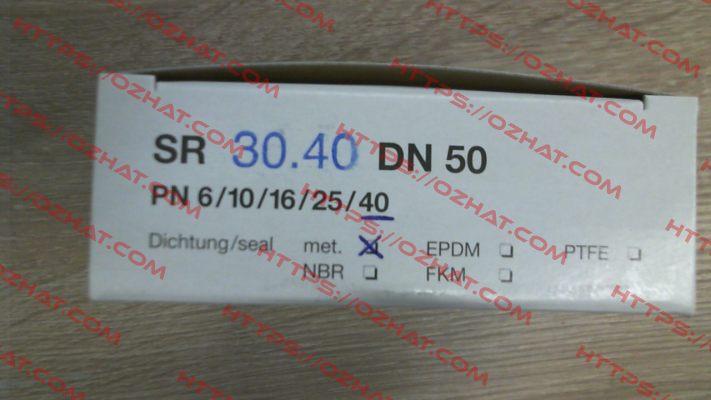 SR 30.40 DN 50
PN 6/10/16/25/40
Dichtung/seal met. ☒ EPDM ❏ PTFE ❏
NBR ❏ FKM ❏
HTTPS://OZHAT.COM